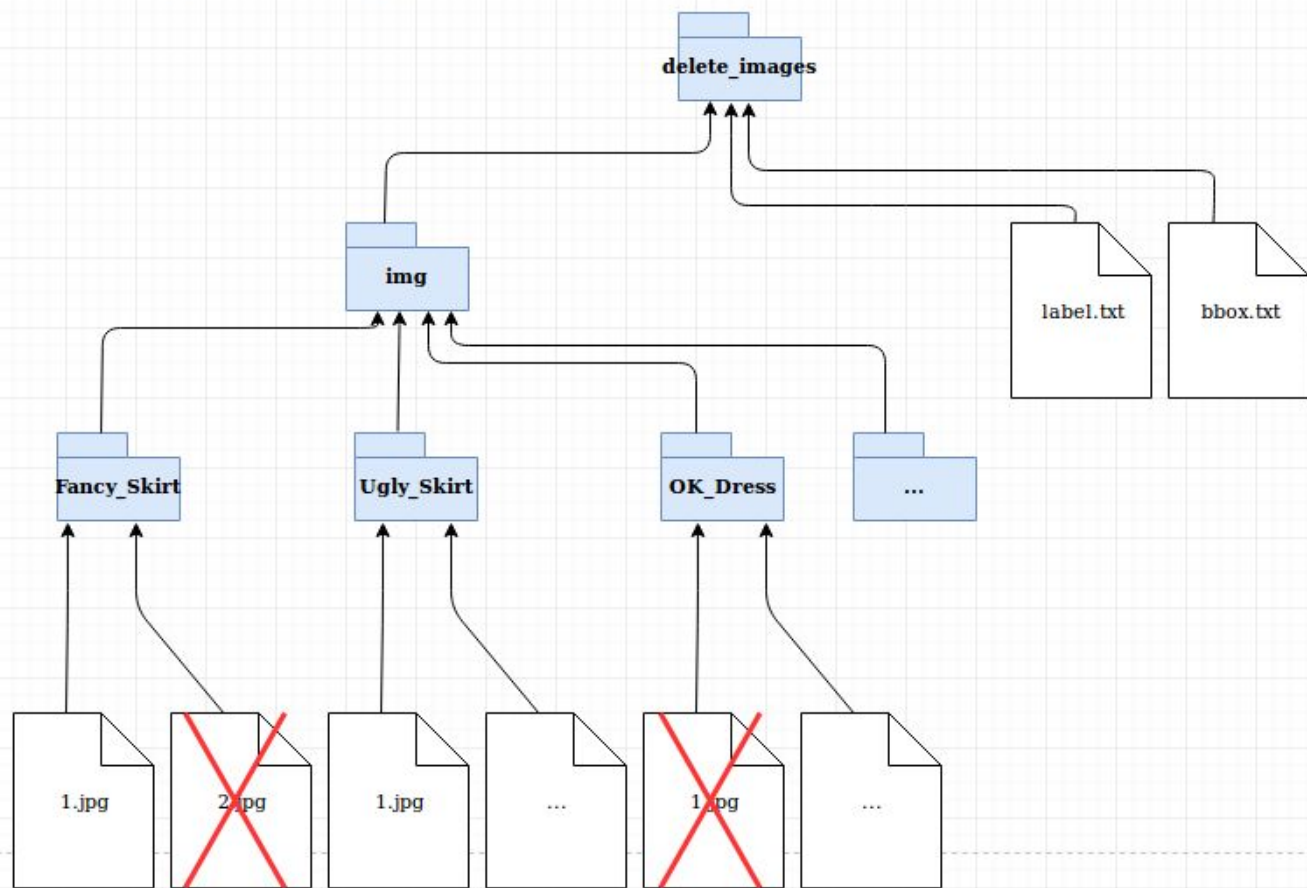 delete_images
img
label.txt
bbox.txt
Fancy_Skirt
Ugly_Skirt
OK_Dress
...
1.jpg
2.jpg
1.jpg
...
1.jpg
...